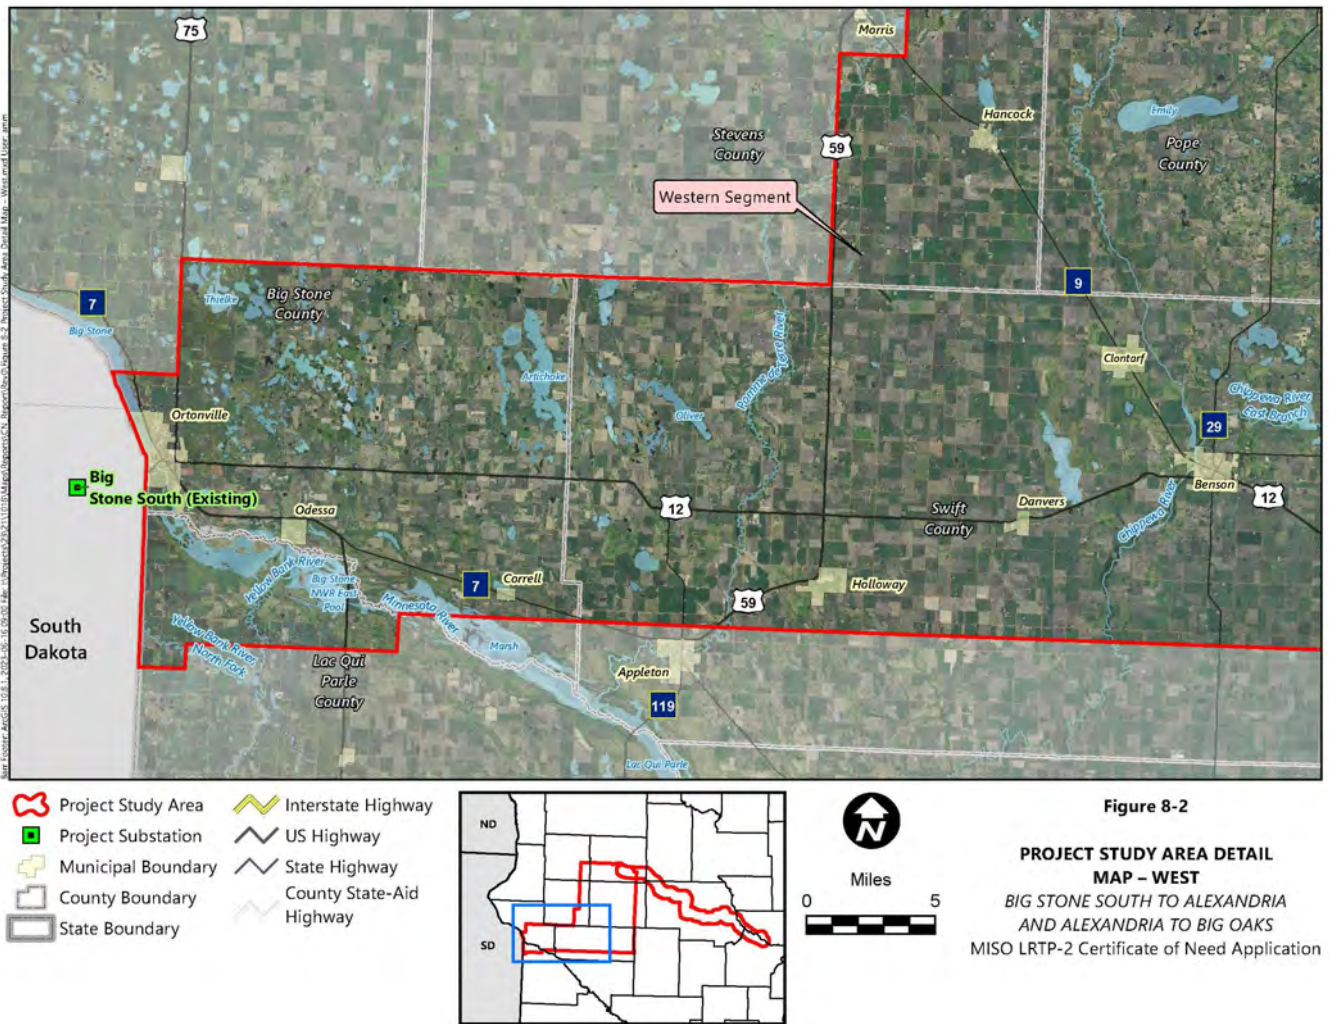 75
Morris
Hancock
Emily
Stevens
County
59
Pope
County
Western Segment
9
7
Big Stone
Thielke
Big Stone
County
Artichoke
Oliver
Pomme de Terre River
Clontarf
Chippewa River,
East Branch
29
Ortonville
Big
Stone South (Existing)
Odessa
12
Swift
County
Danvers
Benson
12
Chippewa River
Yellow Bank River
Big Stone
NWR East
Pool
7
Correll
Holloway
59
Minnesota River
Marsh
South
Dakota
Yellow Bank River
North Fork
Lac Qui
Parle
County
Appleton
119
Lac Qui Parle
Project Study Area
Project Substation
Municipal Boundary
County Boundary
State Boundary
Interstate Highway
US Highway
State Highway
County State-Aid
Highway
ND
SD
N
Miles
0
5
Figure 8-2
PROJECT STUDY AREA DETAIL
MAP – WEST
BIG STONE SOUTH TO ALEXANDRIA
AND ALEXANDRIA TO BIG OAKS
MISO LRTP-2 Certificate of Need Application